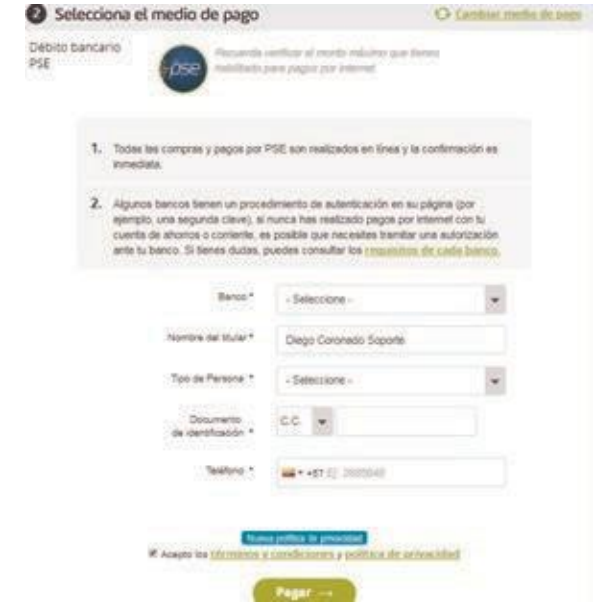 2 Selecciona el medio de pago
Cambiar medio de pago
Débito bancario
PSE
pse
Recuerda verificar el monto máximo que tienes
habilitado para pagos por internet
1. Todas las compras y pagos por PSE son realizados en línea y la confirmación es
inmediata.
2. Algunos bancos tienen un procedimiento de autenticación en su página (por
ejemplo, una segunda clave), si nunca has realizado pagos por internet con tu
cuenta de ahorros o corriente, es posible que necesites tramitar una autorización
ante tu banco. Si tienes dudas, puedes consultar los requisitos de cada banco.
Banco *
- Seleccione -
Nombre del titular *
Diego Coronado Soporte
Tipo de Persona *
- Seleccione -
Documento
de identificación *
C.C.
Teléfono *
+57
Nueva política de privacidad
Acepto los términos y condiciones y política de privacidad
Pagar →